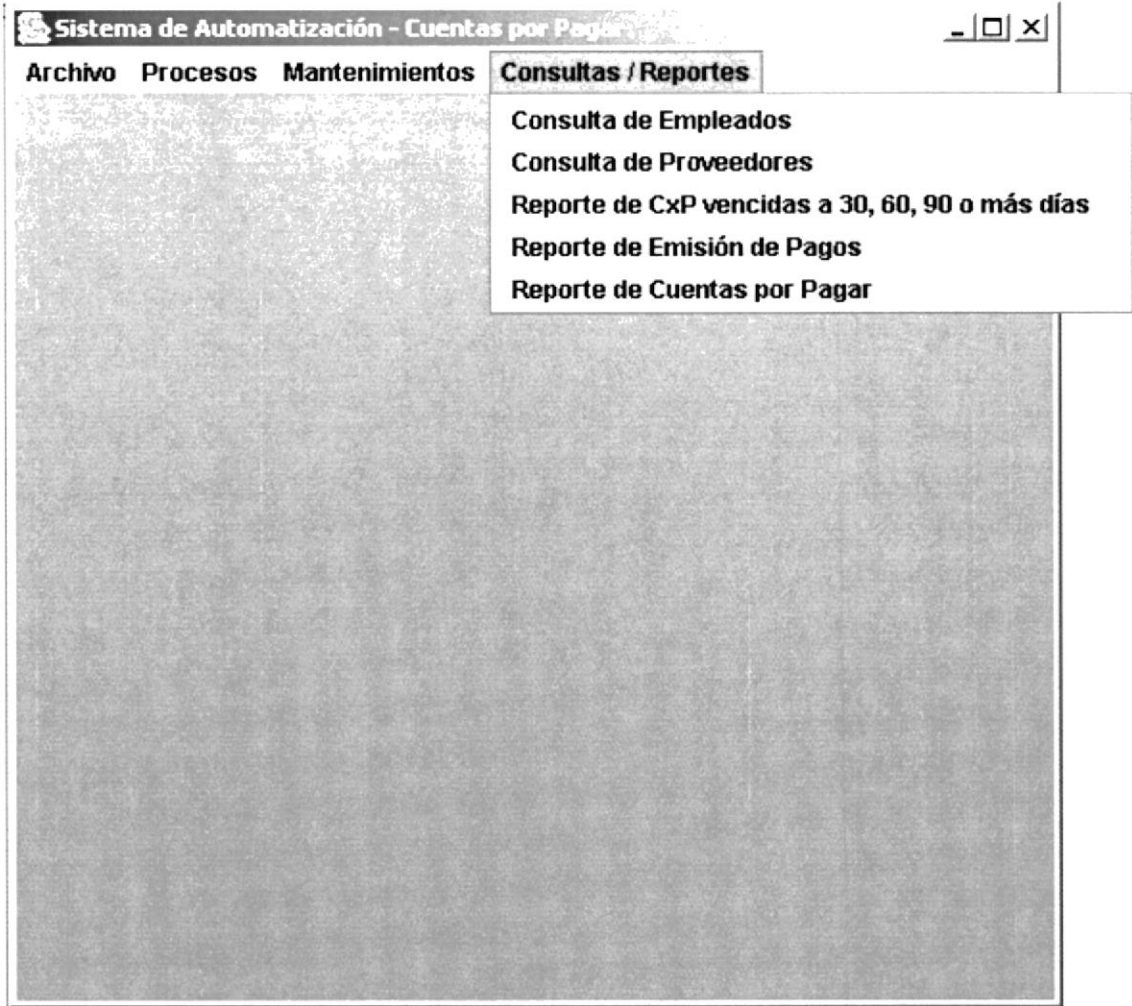 Sistema de Automatización - Cuentas por Pagar
Archivo Procesos Mantenimientos Consultas / Reportes
Consulta de Empleados
Consulta de Proveedores
Reporte de CxP vencidas a 30, 60, 90 o más días
Reporte de Emisión de Pagos
Reporte de Cuentas por Pagar